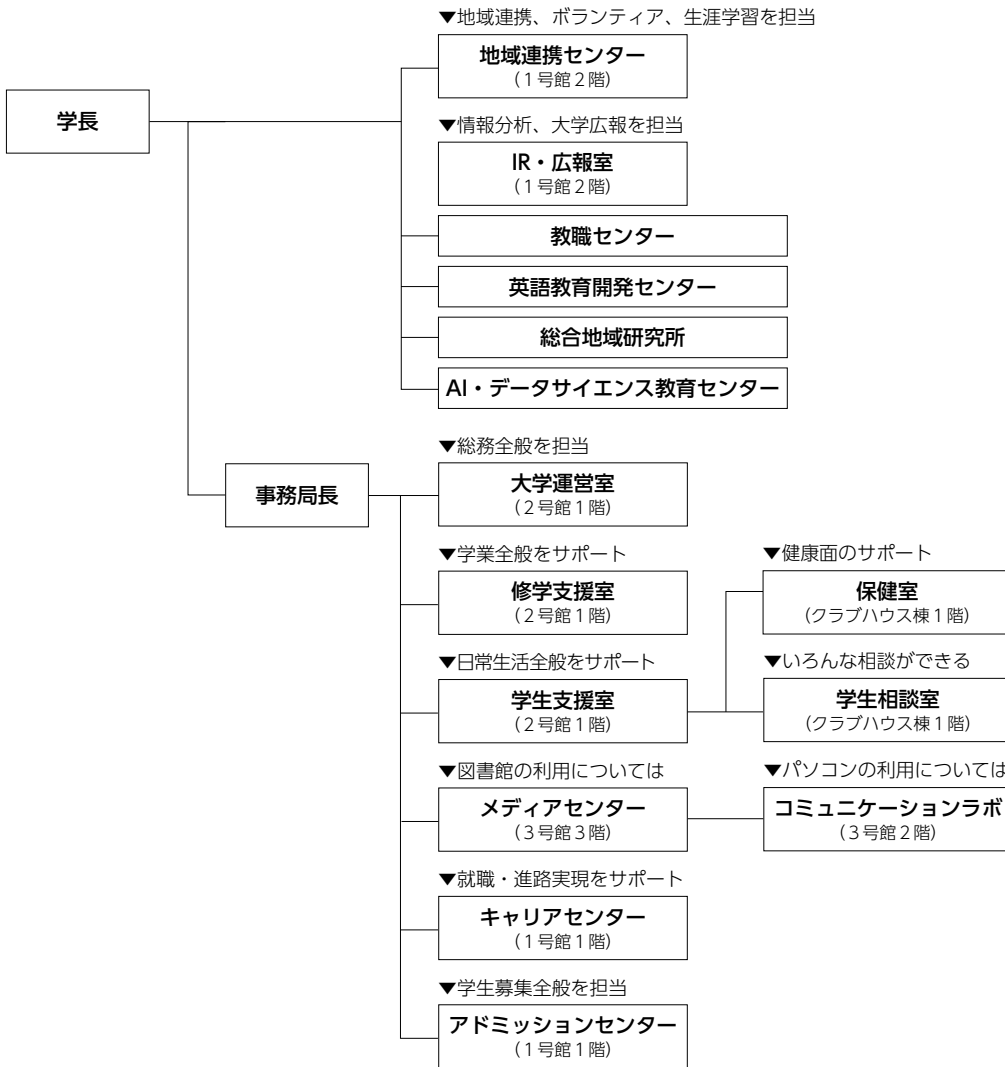 ▼地域連携、ボランティア、生涯学習を担当
地域連携センター
（１号館２階）
学長
▼情報分析、大学広報を担当
IR・広報室
（１号館２階）
教職センター
英語教育開発センター
総合地域研究所
AI・データサイエンス教育センター
▼総務全般を担当
事務局長
大学運営室
（２号館１階）
▼学業全般をサポート
修学支援室
（２号館１階）
▼健康面のサポート
保健室
（クラブハウス棟１階）
▼日常生活全般をサポート
学生支援室
（２号館１階）
▼いろんな相談ができる
学生相談室
（クラブハウス棟１階）
▼図書館の利用については
メディアセンター
（３号館３階）
▼パソコンの利用については
コミュニケーションラボ
（３号館２階）
▼就職・進路実現をサポート
キャリアセンター
（１号館１階）
▼学生募集全般を担当
アドミッションセンター
（１号館１階）